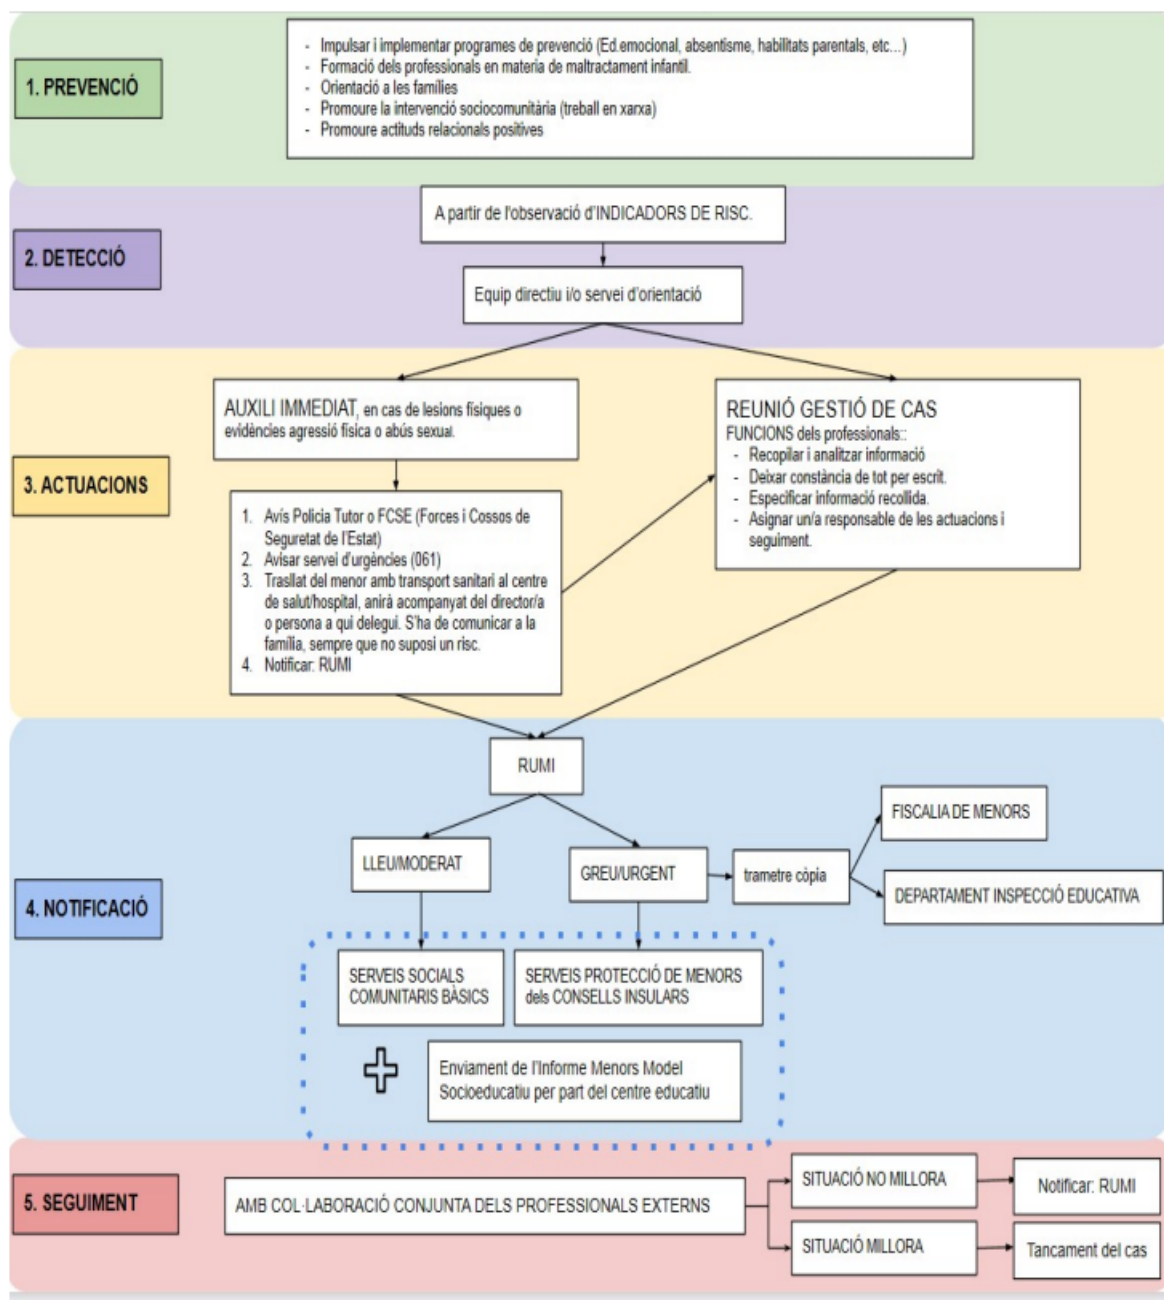 1. PREVENCIÓ
- Impulsar i implementar programes de prevenció (Ed.emocional, absentisme, habilitats parentals, etc…)
- Formació dels professionals en materia de maltractament infantil.
- Orientació a les famílies
- Promoure la intervenció sociocomunitària (treball en xarxa)
- Promoure actituds relacionals positives
2. DETECCIÓ
A partir de l'observació d'INDICADORS DE RISC.
Equip directiu i/o servei d'orientació
3. ACTUACIONS
AUXILI IMMEDIAT, en cas de lesions físiques o
evidències agressió física o abús sexual.
1. Avís Policia Tutor o FCSE (Forces i Cossos de
Seguretat de l'Estat)
2. Avisar servei d'urgències (061)
3. Trasllat del menor amb transport sanitari al centre
de salut/hospital, anirà acompanyat del director/a
o persona a qui delegui. S'ha de comunicar a la
família, sempre que no suposi un risc.
4. Notificar: RUMI
REUNIÓ GESTIÓ DE CAS
FUNCIONS dels professionals::
- Recopilar i analitzar informació
- Deixar constància de tot per escrit.
- Especificar informació recollida.
- Asignar un/a responsable de les actuacions i
seguiment.
4. NOTIFICACIÓ
RUMI
LLEU/MODERAT
GREU/URGENT
trametre còpia
FISCALIA DE MENORS
DEPARTAMENT INSPECCIÓ EDUCATIVA
SERVEIS SOCIALS
COMUNITARIS BÀSICS
SERVEIS PROTECCIÓ DE MENORS
dels CONSELLS INSULARS
Enviament de l'Informe Menors Model
Socioeducatiu per part del centre educatiu
5. SEGUIMENT
AMB COL·LABORACIÓ CONJUNTA DELS PROFESSIONALS EXTERNS
SITUACIÓ NO MILLORA
Notificar: RUMI
SITUACIÓ MILLORA
Tancament del cas